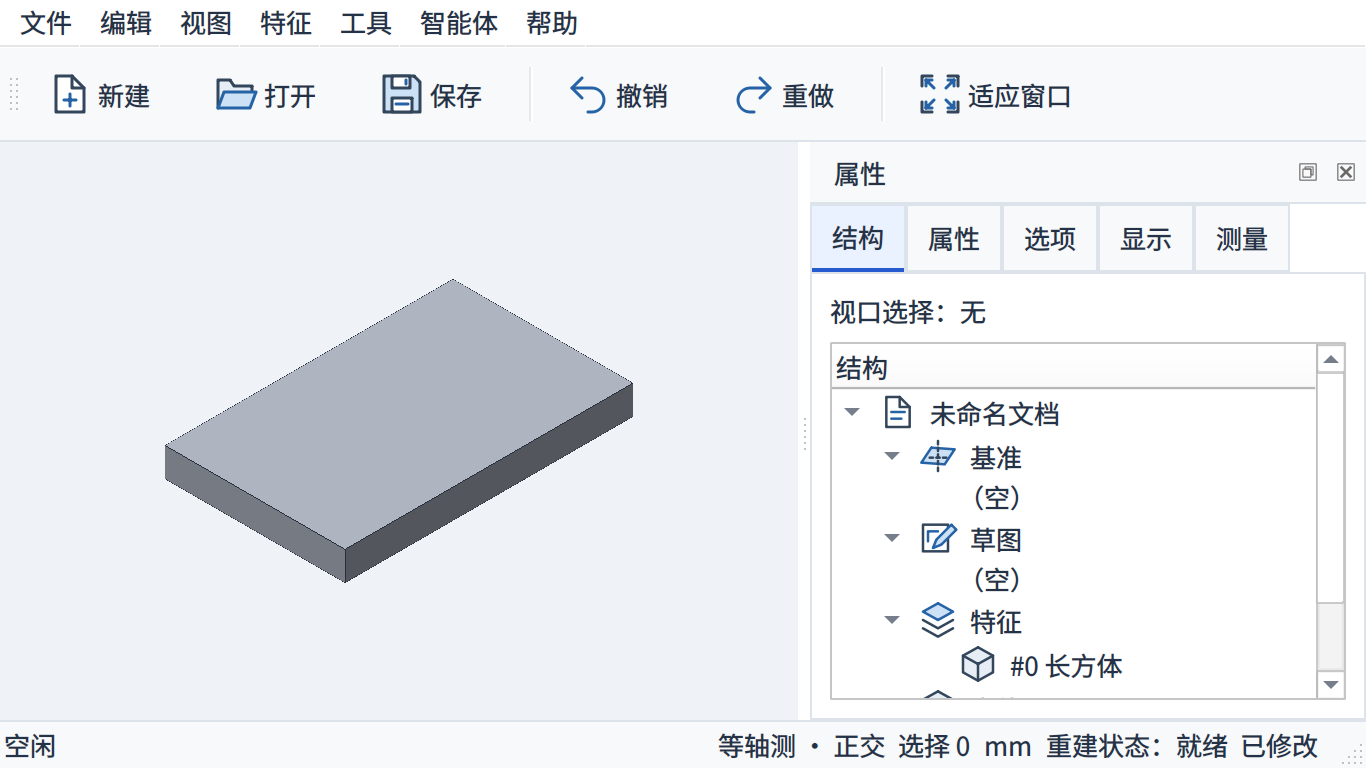 文件 编辑 视图 特征 工具 智能体 帮助
新建 打开 保存 撤销 重做 适应窗口
属性
结构 属性 选项 显示 测量
视口选择：无
结构
未命名文档
基准
（空）
草图
（空）
特征
#0 长方体
空闲 等轴测 · 正交 选择 0 mm 重建状态：就绪 已修改